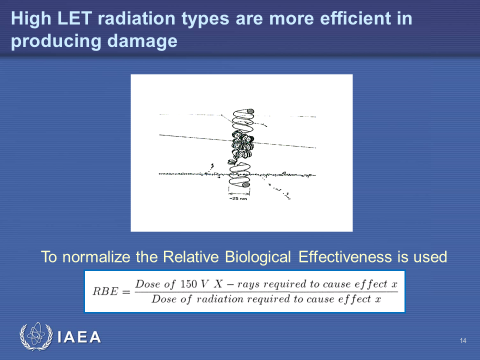 High LET radiation types are more efficient in
producing damage
~25 nm
To normalize the Relative Biological Effectiveness is used
RBE = Dose of 150 V X − rays required to cause effect x
Dose of radiation required to cause effect x
IAEA
14